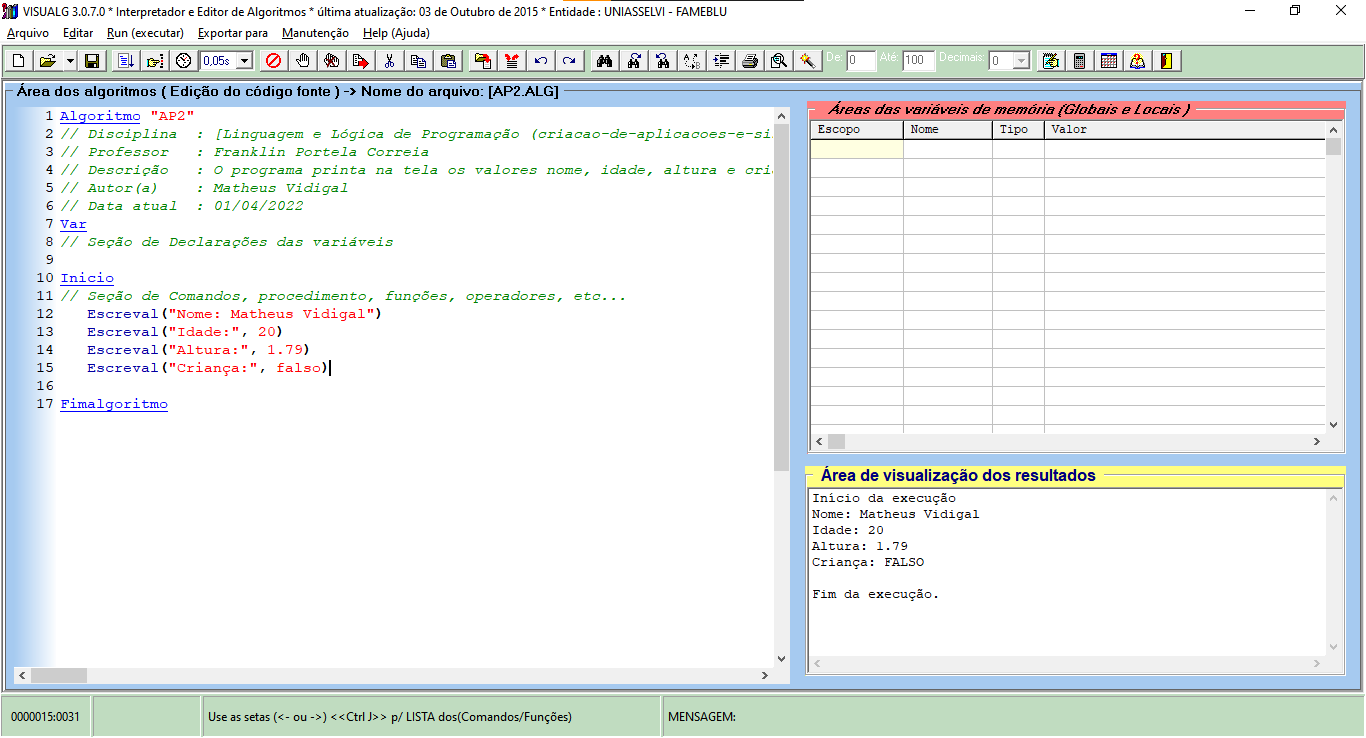 VISUALG 3.0.7.0 * Interpretador e Editor de Algoritmos * última atualização: 03 de Outubro de 2015 * Entidade : UNIASSELVI - FAMEBLU
Arquivo Editar Run (executar) Exportar para Manutenção Help (Ajuda)
0,05s De: 0 Até: 100 Decimais: 0
Área dos algoritmos ( Edição do código fonte ) -> Nome do arquivo: [AP2.ALG]
1 Algoritmo "AP2"
2 // Disciplina : [Linguagem e Lógica de Programação (criacao-de-aplicacoes-e-si
3 // Professor : Franklin Portela Correia
4 // Descrição : O programa printa na tela os valores nome, idade, altura e cri
5 // Autor(a) : Matheus Vidigal
6 // Data atual : 01/04/2022
7 Var
8 // Seção de Declarações das variáveis
9
10 Inicio
11 // Seção de Comandos, procedimento, funções, operadores, etc...
12 Escreval("Nome: Matheus Vidigal")
13 Escreval("Idade:", 20)
14 Escreval("Altura:", 1.79)
15 Escreval("Criança:", falso)
16
17 Fimalgoritmo
Áreas das variáveis de memória (Globais e Locais )
Escopo Nome Tipo Valor
Área de visualização dos resultados
Início da execução
Nome: Matheus Vidigal
Idade: 20
Altura: 1.79
Criança: FALSO
Fim da execução.
0000015:0031 Use as setas (<- ou ->) <<Ctrl J>> p/ LISTA dos(Comandos/Funções) MENSAGEM: